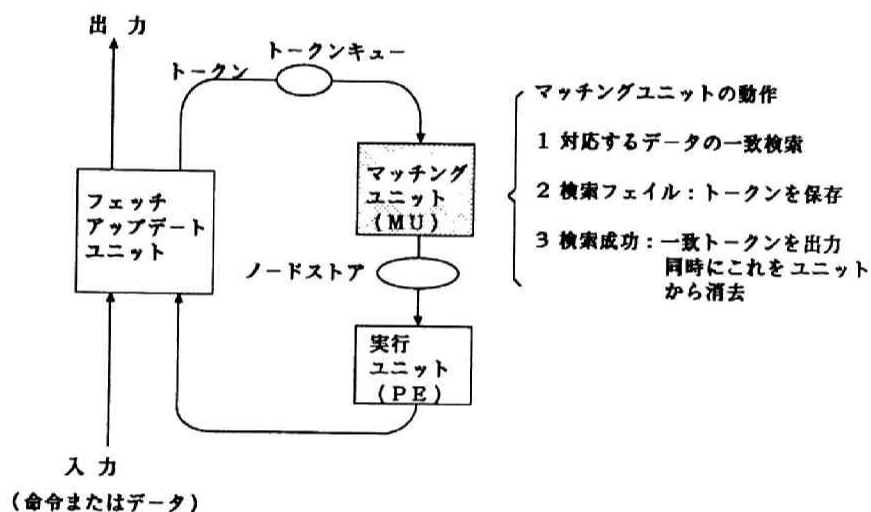 出 力
トークンキュー
トークン
マッチングユニットの動作
1 対応するデータの一致検索
2 検索フェイル:トークンを保存
3 検索成功:一致トークンを出力
同時にこれをユニット
から消去
マッチング
ユニット
(MU)
フェッチ
アップデート
ユニット
ノードストア
実行
ユニット
(PE)
入 力
(命令またはデータ)